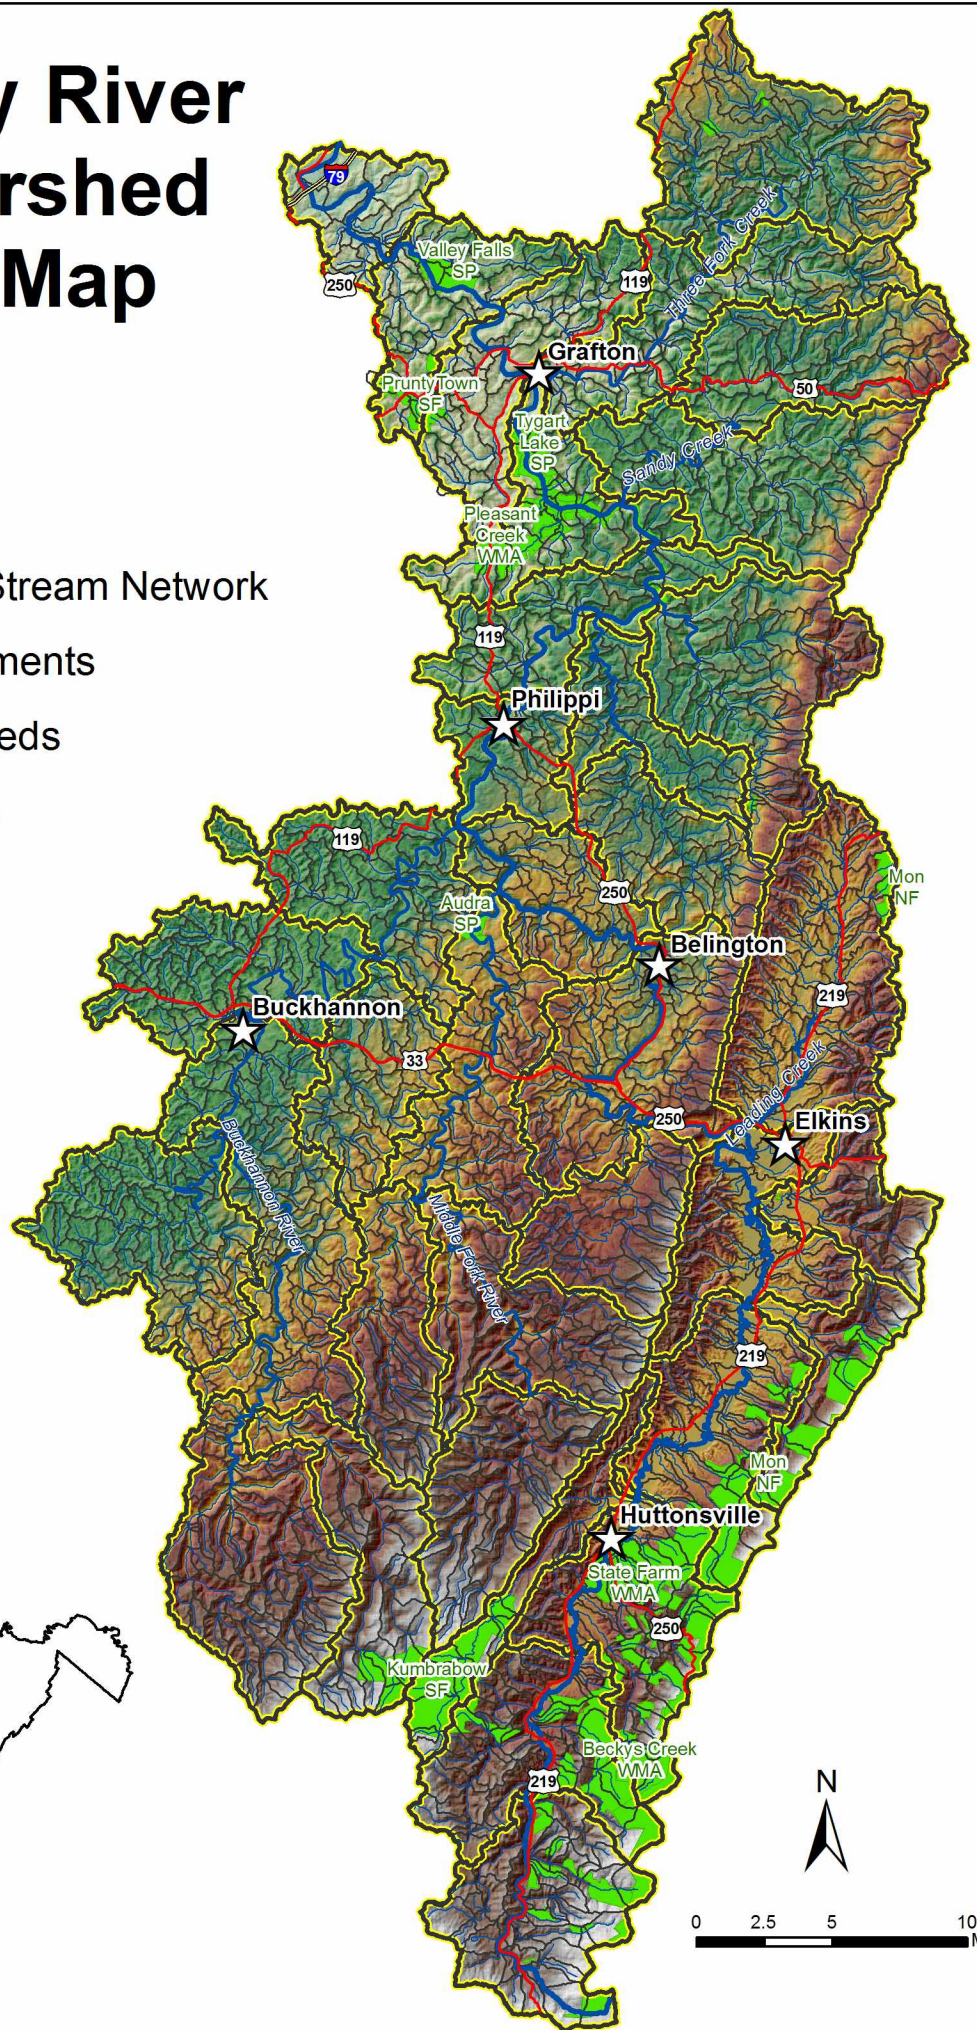 y River
rshed
Map
79
Valley Falls
SP
250
119
Three Fork Creek
Grafton
50
PruntyTown
SF
Tygart
Lake
SP
Sandy Creek
Pleasant
Creek
WMA
Stream Network
ments
eds
119
Philippi
119
250
Mon
NF
Audra
SP
Belington
219
Buckhannon
33
Leading Creek
250
Elkins
Buckhannon River
Middle Fork River
219
Mon
NF
Huttonsville
State Farm
WMA
250
Kumbrabow
SF
Beckys Creek
WMA
219
N
0 2.5 5 10